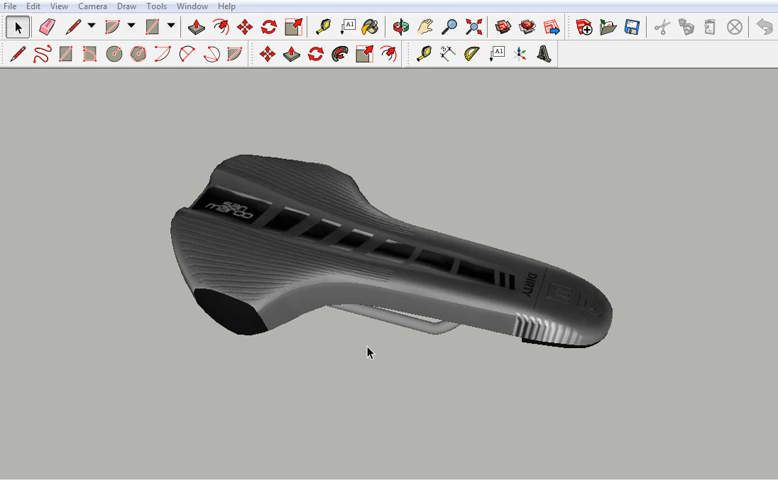 File Edit View Camera Draw Tools Window Help
A1
A1
san
marco
DIRTY